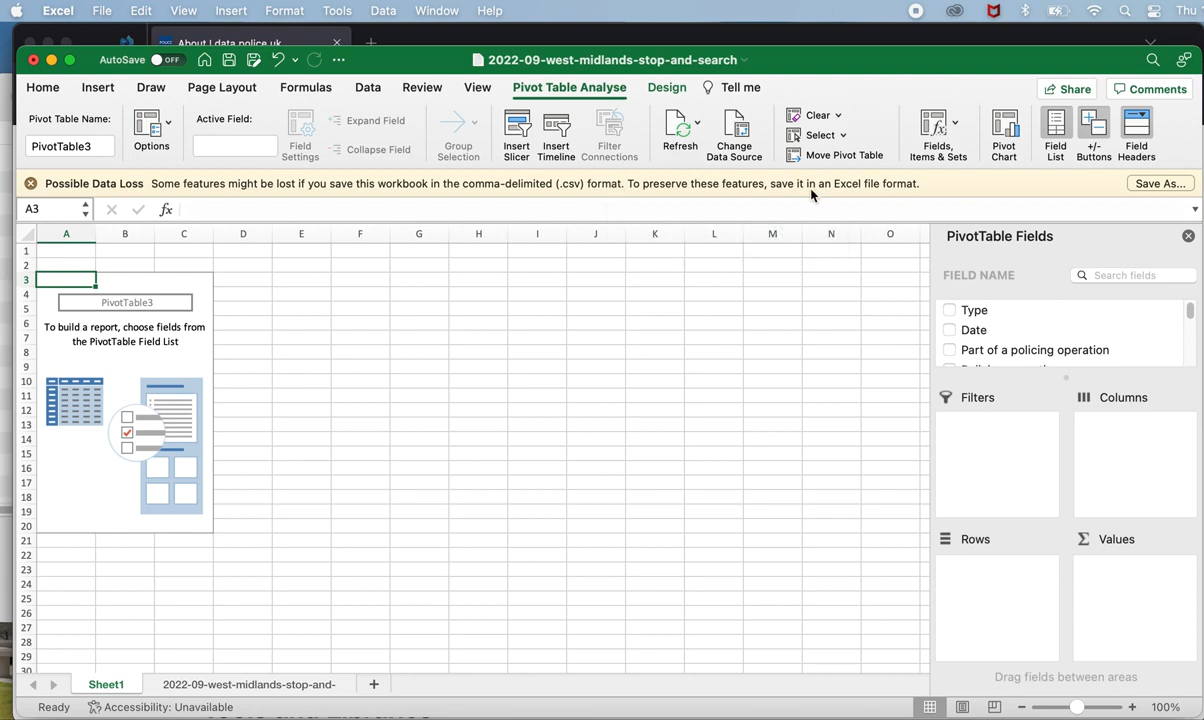 Excel File Edit View Insert Format Tools Data Window Help Thu
About | data.police.uk
AutoSave OFF 2022-09-west-midlands-stop-and-search
Home Insert Draw Page Layout Formulas Data Review View Pivot Table Analyse Design Tell me Share Comments
Pivot Table Name: PivotTable3
Options
Active Field:
Field Settings
Expand Field
Collapse Field
Group Selection
Insert Slicer
Insert Timeline
Filter Connections
Refresh
Change Data Source
Clear
Select
Move Pivot Table
Fields, Items & Sets
Pivot Chart
Field List
+/- Buttons
Field Headers
Possible Data Loss Some features might be lost if you save this workbook in the comma-delimited (.csv) format. To preserve these features, save it in an Excel file format. Save As...
A3 fx
A B C D E F G H I J K L M N O
1
2
3
4
5
6
7
8
9
10
11
12
13
14
15
16
17
18
19
20
21
22
23
24
25
26
27
28
29
30
PivotTable3
To build a report, choose fields from
the PivotTable Field List
PivotTable Fields
FIELD NAME Search fields
Type
Date
Part of a policing operation
Filters Columns
Rows Values
Drag fields between areas
Sheet1 2022-09-west-midlands-stop-and- +
Ready Accessibility: Unavailable 100%